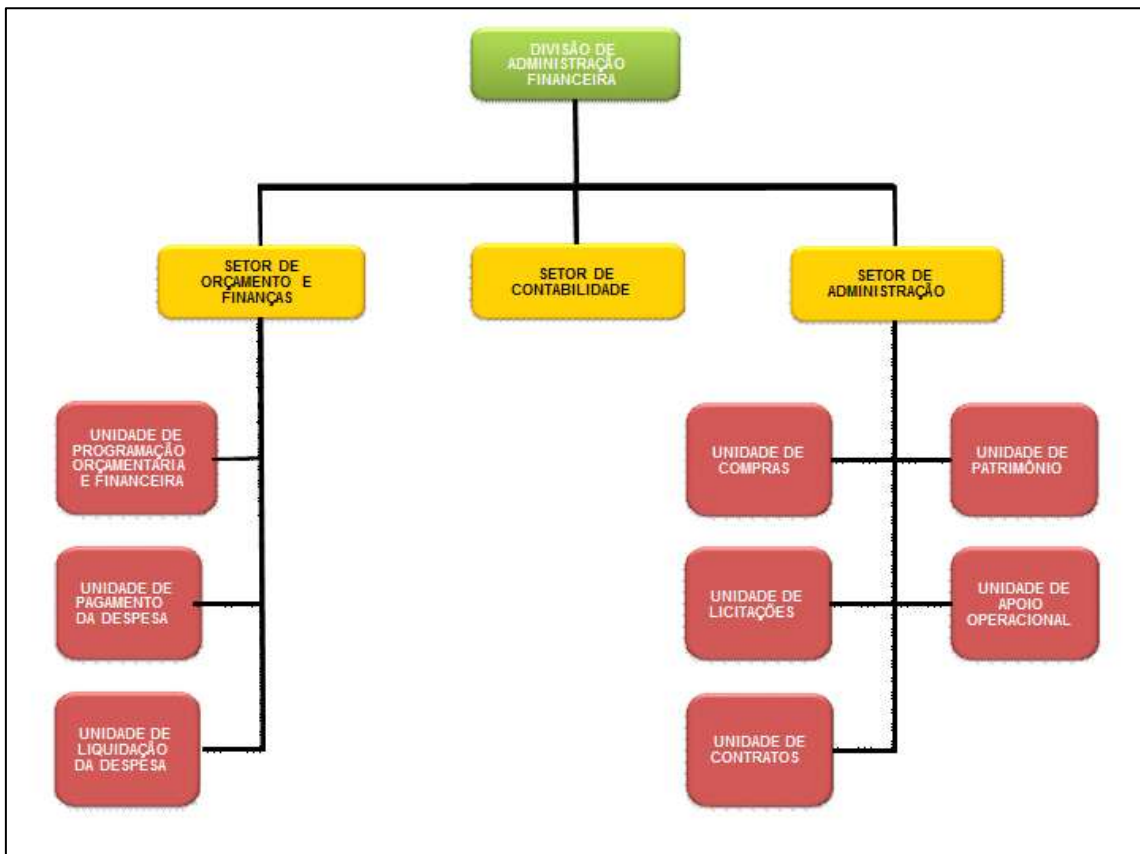 DIVISÃO DE
ADMINISTRAÇÃO
FINANCEIRA
SETOR DE
ORÇAMENTO E
FINANÇAS
SETOR DE
CONTABILIDADE
SETOR DE
ADMINISTRAÇÃO
UNIDADE DE
PROGRAMAÇÃO
ORÇAMENTÁRIA
E FINANCEIRA
UNIDADE DE
COMPRAS
UNIDADE DE
PATRIMÔNIO
UNIDADE DE
PAGAMENTO
DA DESPESA
UNIDADE DE
LICITAÇÕES
UNIDADE DE
APOIO
OPERACIONAL
UNIDADE DE
LIQUIDAÇÃO
DA DESPESA
UNIDADE DE
CONTRATOS